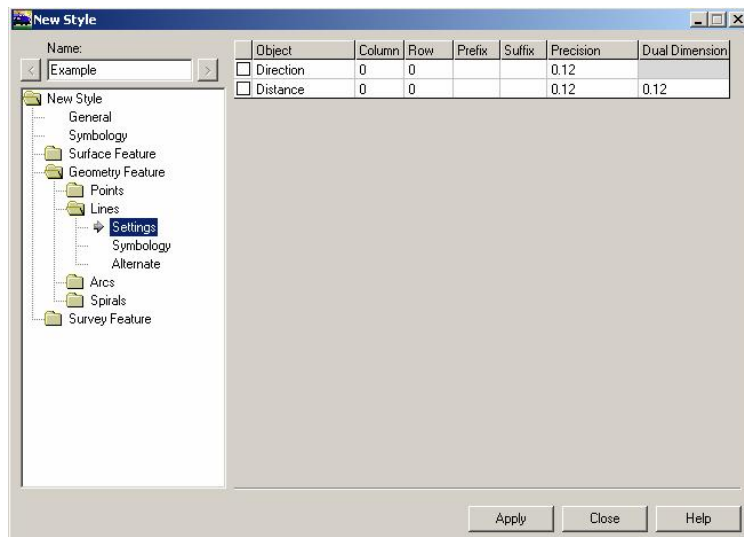 New Style
Name:
< Example >
Object Column Row Prefix Suffix Precision Dual Dimension
Direction 0 0 0.12
Distance 0 0 0.12 0.12
New Style
General
Symbology
Surface Feature
Geometry Feature
Points
Lines
Settings
Symbology
Alternate
Arcs
Spirals
Survey Feature
Apply Close Help